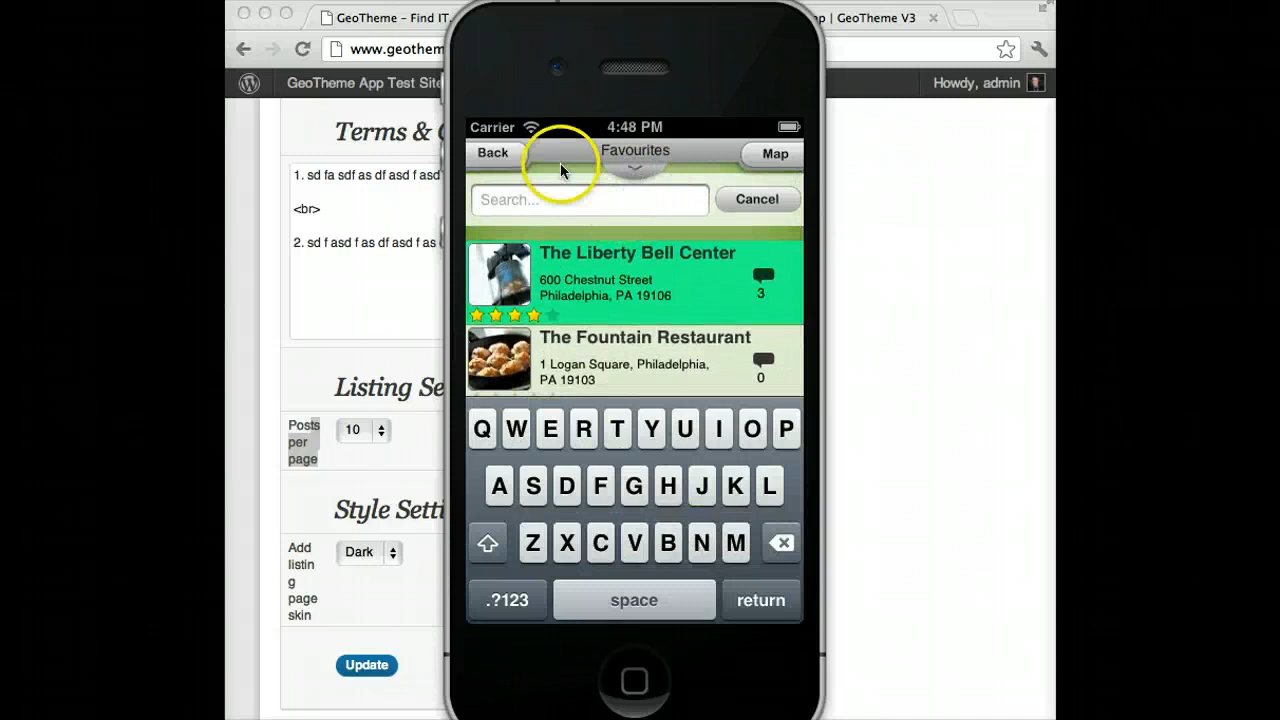 GeoTheme – Find IT.
p | GeoTheme V3
www.geothem
GeoTheme App Test Site
Howdy, admin
Terms &
1. sd fa sdf as df asd f asd
<br>
2. sd f asd f as df asd f as
Listing Se
Posts
per
page
10
Style Setti
Add
listin
g
page
skin
Dark
Update
Carrier
4:48 PM
Back
Favourites
Map
Search...
Cancel
The Liberty Bell Center
600 Chestnut Street
Philadelphia, PA 19106
3
The Fountain Restaurant
1 Logan Square, Philadelphia,
PA 19103
0
Q W E R T Y U I O P
A S D F G H J K L
Z X C V B N M
.?123
space
return